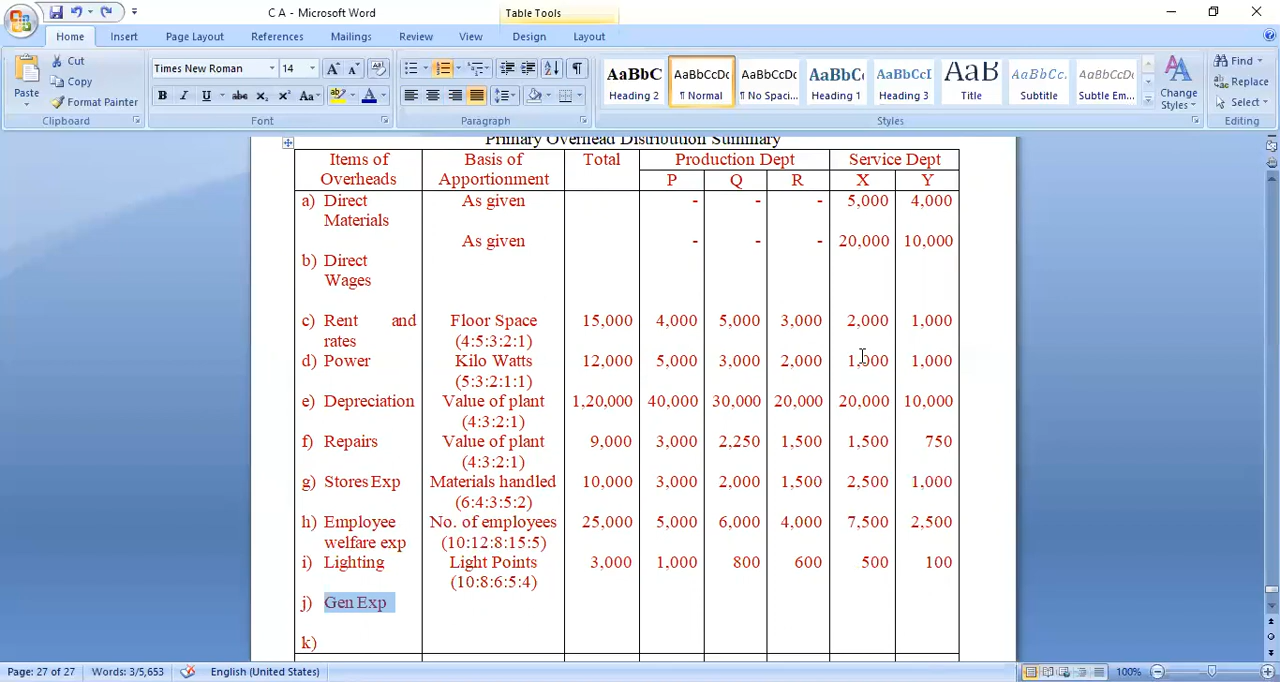 C A - Microsoft Word
Table Tools
Home Insert Page Layout References Mailings Review View Design Layout
Paste
Cut
Copy
Format Painter
Clipboard
Times New Roman 14
B I U abc X₂ X² Aa
Font
Paragraph
AaBbC AaBbCcDc AaBbCcDc AaBbC AaBbCcI AaB AaBbCc. AaBbCcDc
Heading 2 ¶ Normal ¶ No Spaci... Heading 1 Heading 3 Title Subtitle Subtle Em...
Change Styles
Styles
Find
Replace
Select
Editing
Primary Overhead Distribution Summary
Items of Overheads Basis of Apportionment Total Production Dept Service Dept
P Q R X Y
a) Direct Materials As given - - - 5,000 4,000
As given - - - 20,000 10,000
b) Direct Wages
c) Rent and rates Floor Space (4:5:3:2:1) 15,000 4,000 5,000 3,000 2,000 1,000
d) Power Kilo Watts (5:3:2:1:1) 12,000 5,000 3,000 2,000 1,000 1,000
e) Depreciation Value of plant (4:3:2:1) 1,20,000 40,000 30,000 20,000 20,000 10,000
f) Repairs Value of plant (4:3:2:1) 9,000 3,000 2,250 1,500 1,500 750
g) Stores Exp Materials handled (6:4:3:5:2) 10,000 3,000 2,000 1,500 2,500 1,000
h) Employee welfare exp No. of employees (10:12:8:15:5) 25,000 5,000 6,000 4,000 7,500 2,500
i) Lighting Light Points (10:8:6:5:4) 3,000 1,000 800 600 500 100
j) Gen Exp
k)
Page: 27 of 27 Words: 3/5,653 English (United States) 100%